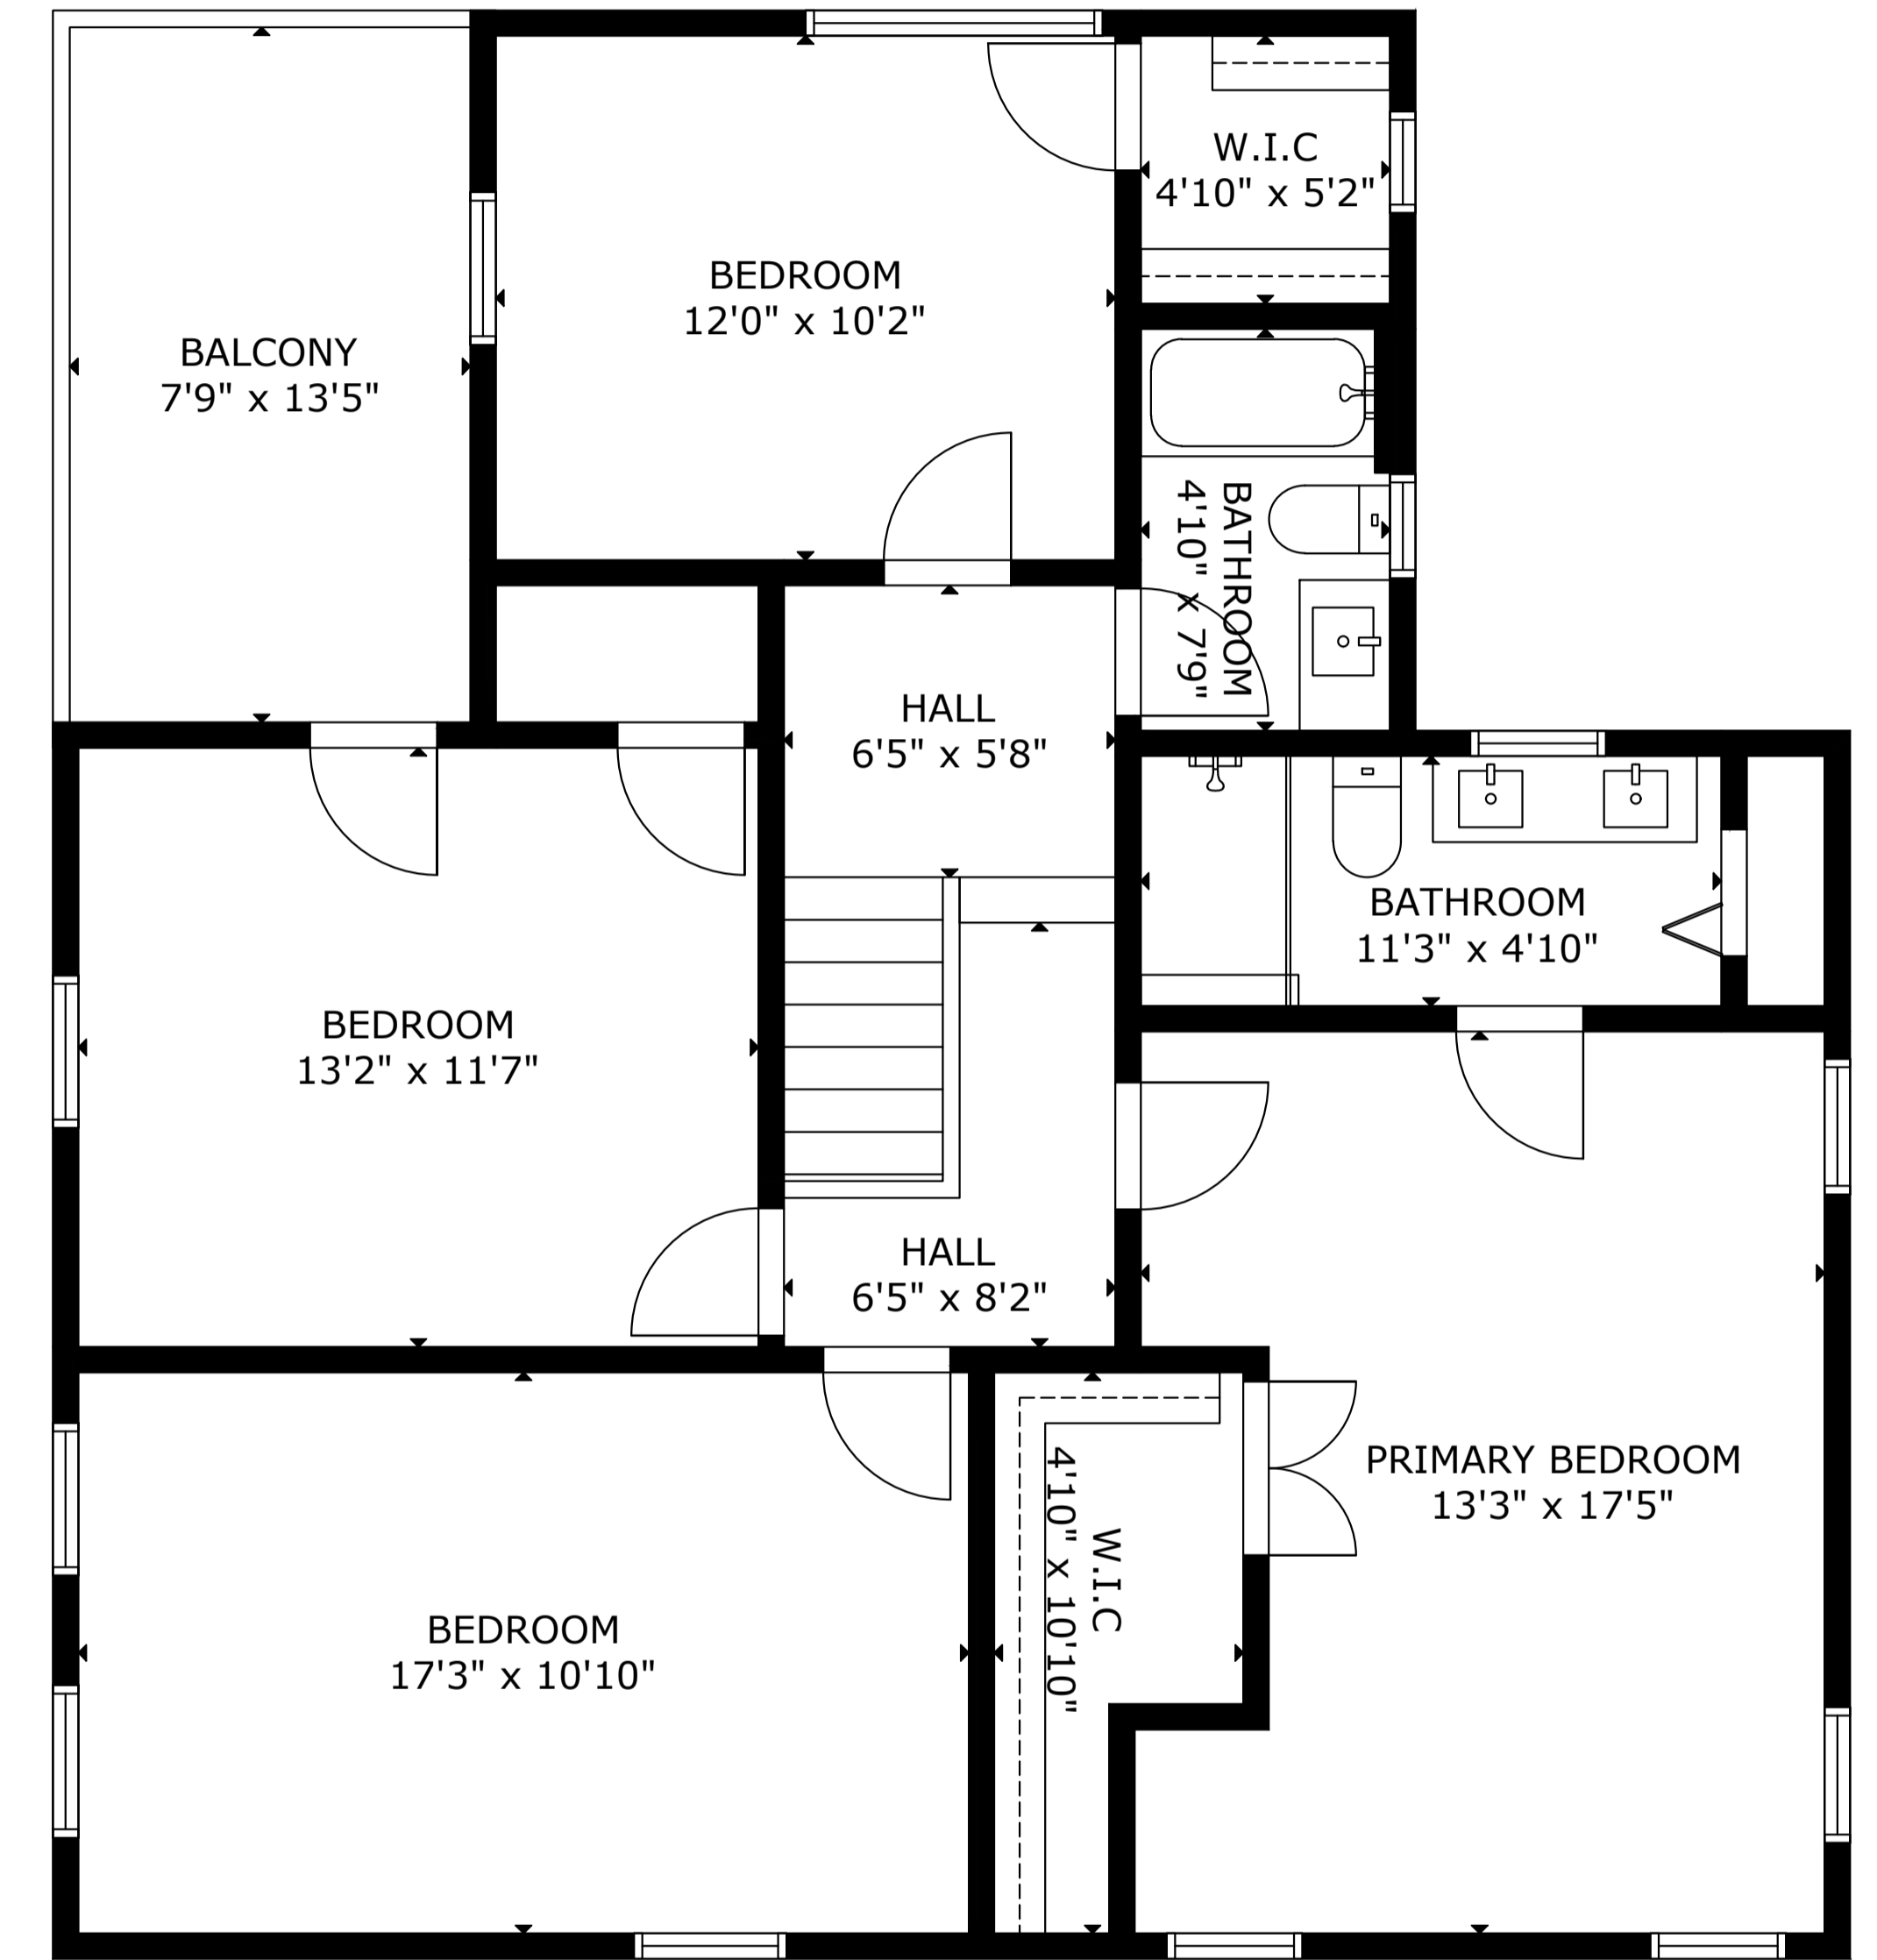 W.I.C
4'10" x 5'2"
BEDROOM
12'0" x 10'2"
BALCONY
7'9" x 13'5"
BATHROOM
4'10" x 7'9"
HALL
6'5" x 5'8"
BATHROOM
11'3" x 4'10"
BEDROOM
13'2" x 11'7"
HALL
6'5" x 8'2"
PRIMARY BEDROOM
13'3" x 17'5"
W.I.C
4'10" x 10'10"
BEDROOM
17'3" x 10'10"